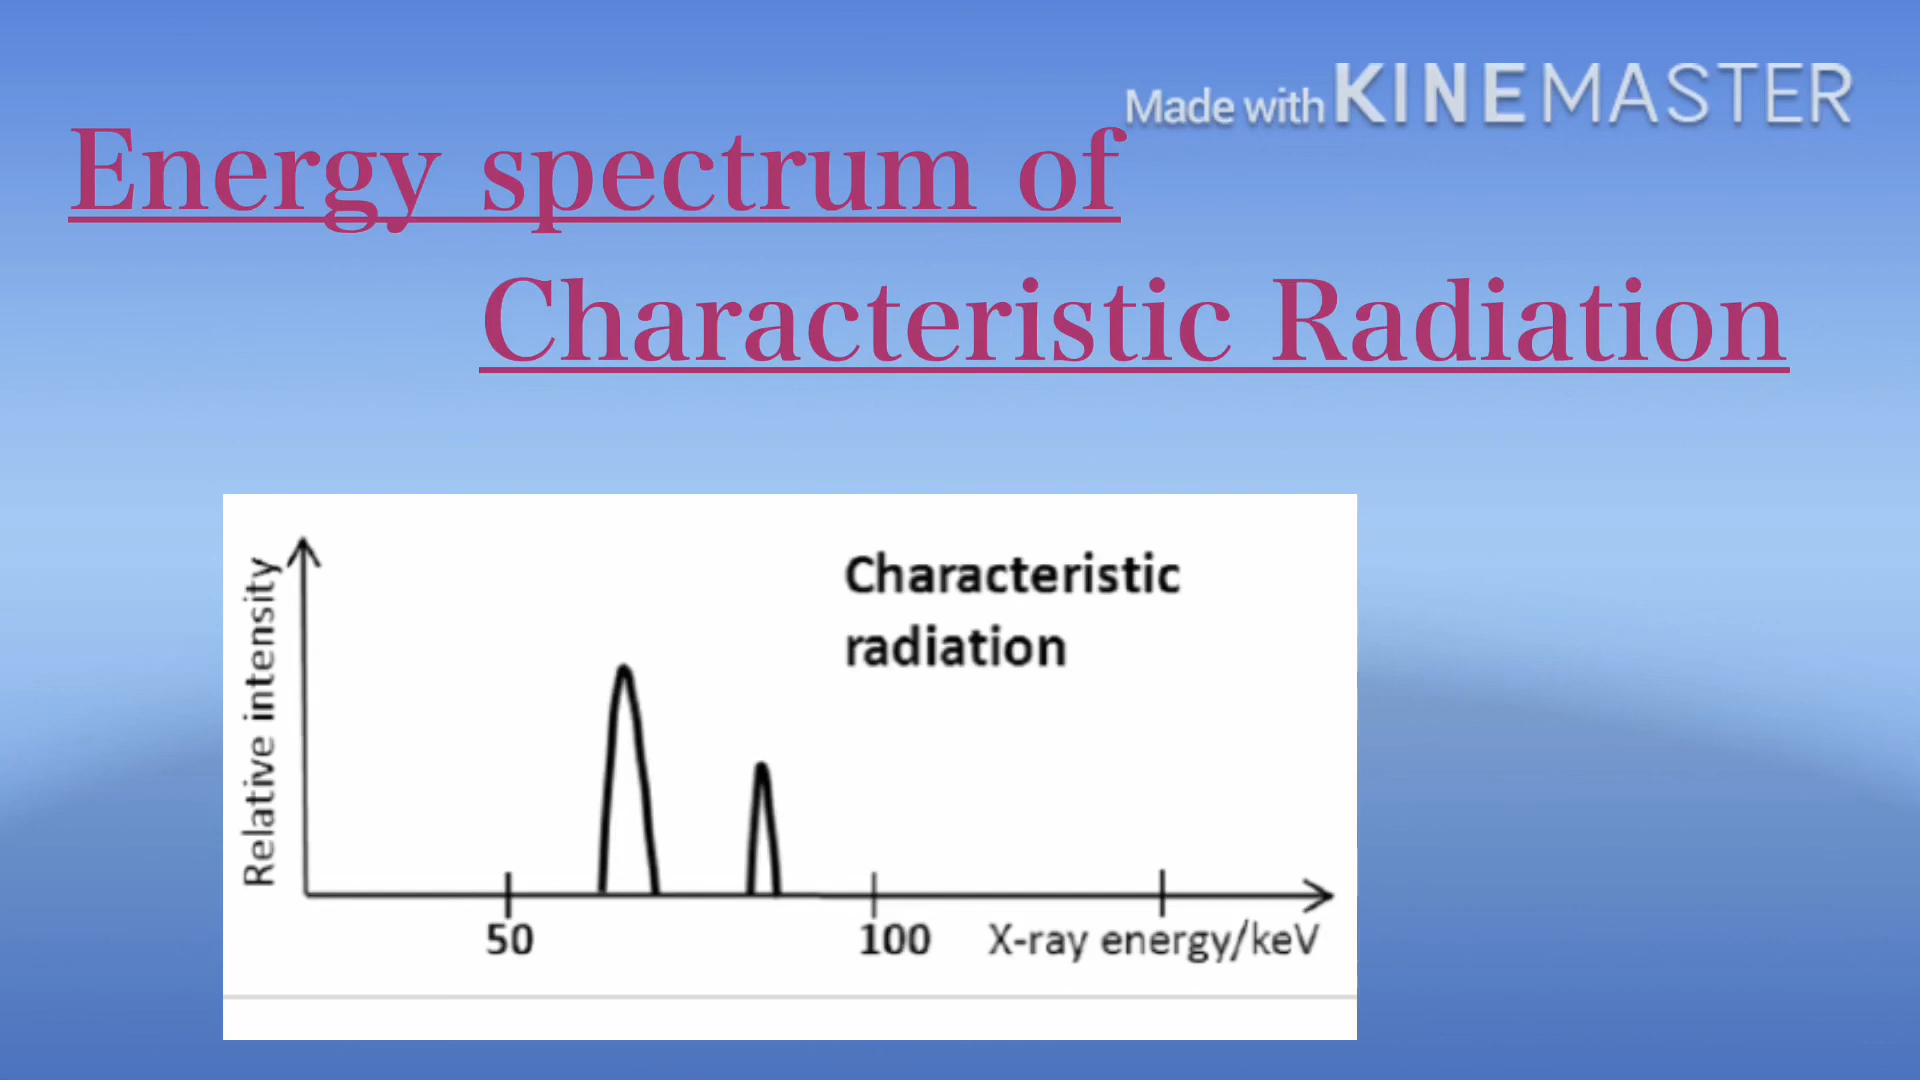 Made with KINEMASTER
Energy spectrum of
Characteristic Radiation
Characteristic
radiation
Relative intensity
50
100
X-ray energy/keV